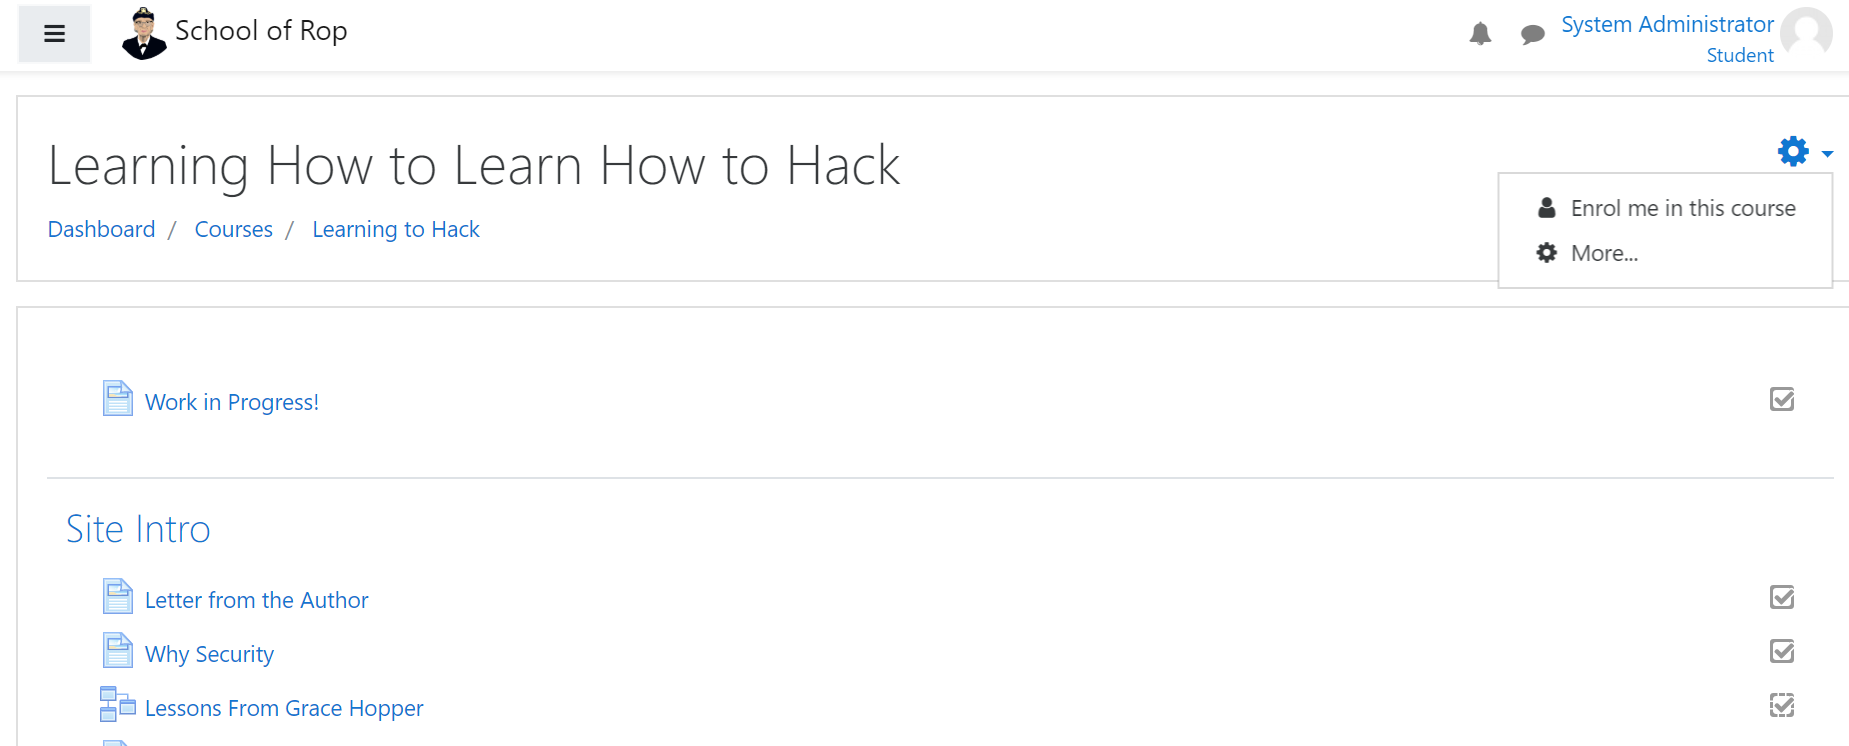 School of Rop
System Administrator
Student
Learning How to Learn How to Hack
Dashboard / Courses / Learning to Hack
Enrol me in this course
More...
Work in Progress!
Site Intro
Letter from the Author
Why Security
Lessons From Grace Hopper